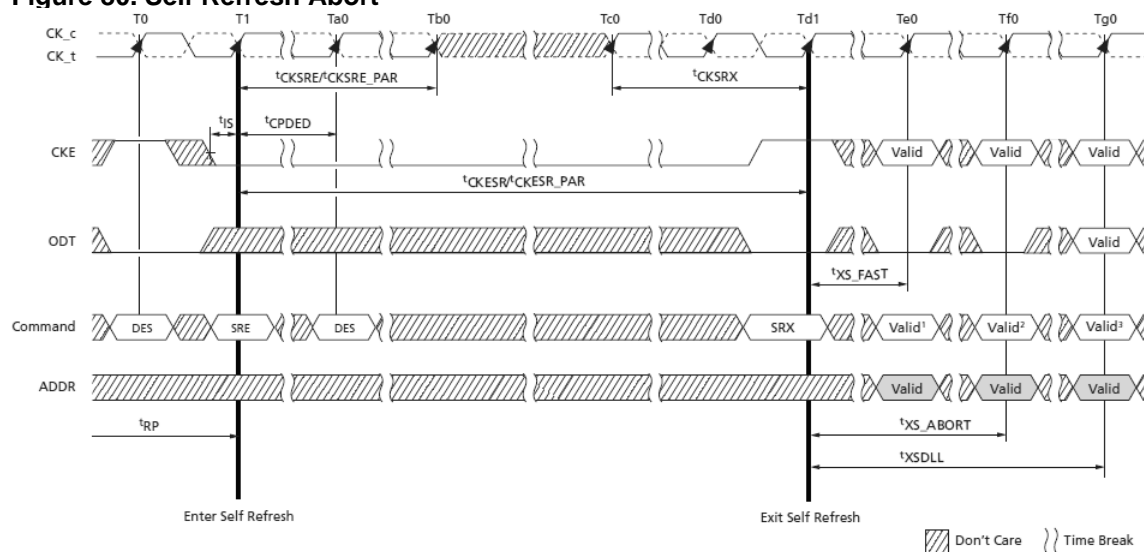 Figure 80. Self Refresh Abort
T0 T1 Ta0 Tb0 Tc0 Td0 Td1 Te0 Tf0 Tg0
CK_c
CK_t
tCKSRE/tCKSRE_PAR tCKSRX
tIS tCPDED
CKE Valid Valid Valid
tCKESR/tCKESR_PAR
ODT Valid
tXS_FAST
Command DES SRE DES SRX Valid1 Valid2 Valid3
ADDR Valid Valid Valid
tRP tXS_ABORT
tXSDLL
Enter Self Refresh Exit Self Refresh
Don't Care Time Break